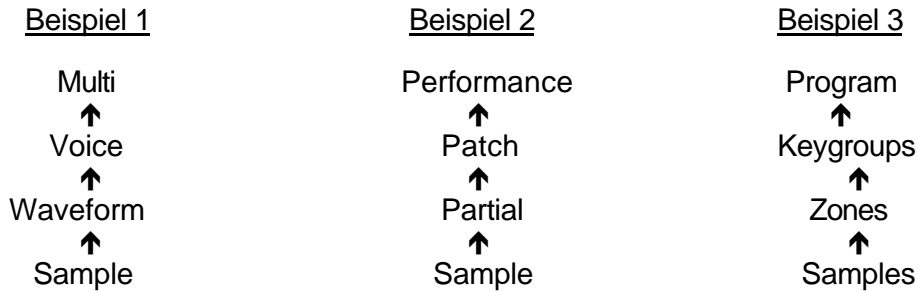 Beispiel 1 Beispiel 2 Beispiel 3
Multi Performance Program
Voice Patch Keygroups
Waveform Partial Zones
Sample Sample Samples